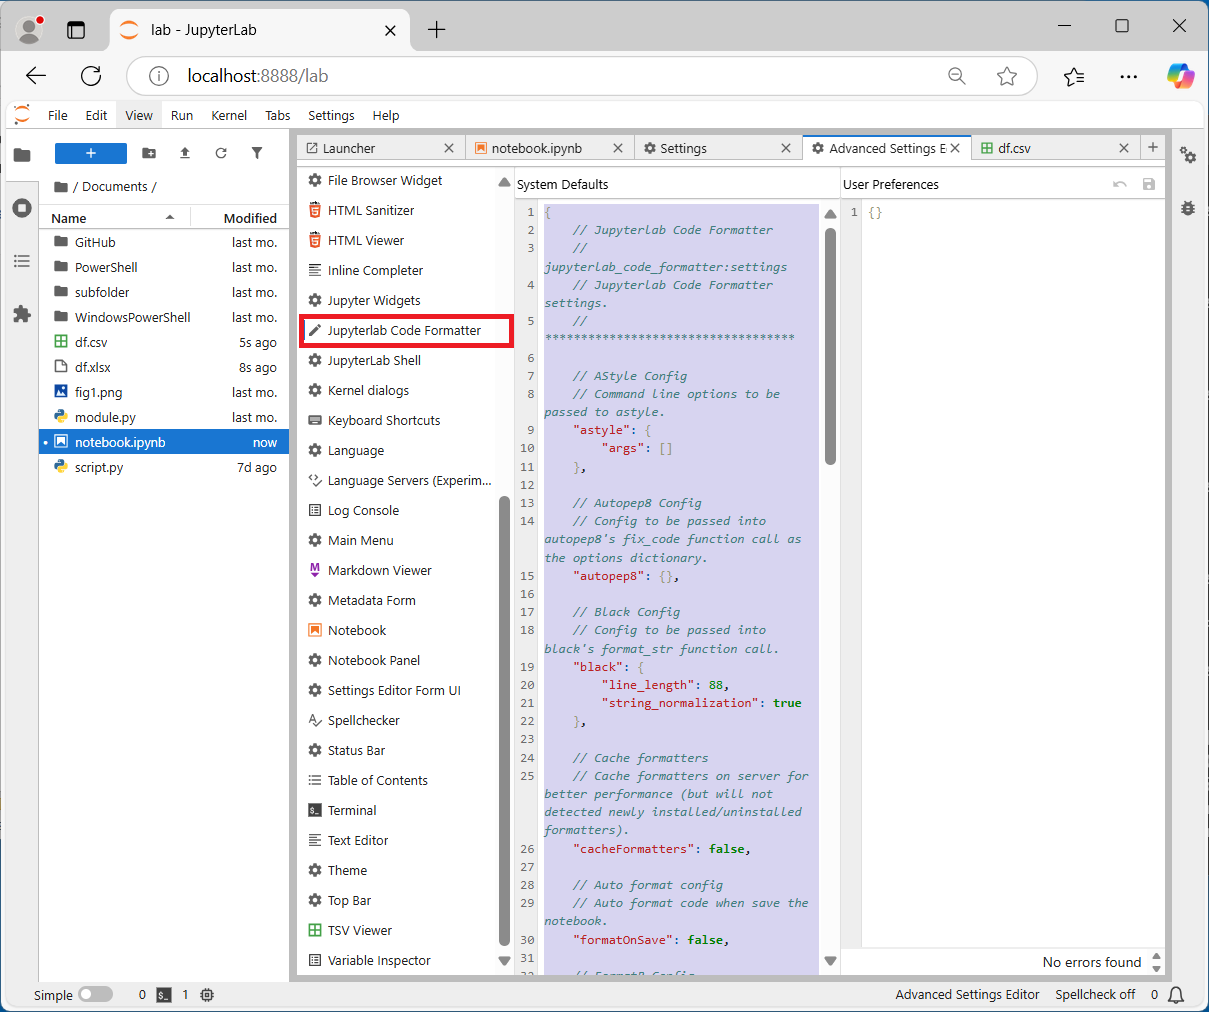 lab - JupyterLab
localhost:8888/lab
File Edit View Run Kernel Tabs Settings Help
+
/ Documents /
Name Modified
GitHub last mo.
PowerShell last mo.
subfolder last mo.
WindowsPowerShell last mo.
df.csv 5s ago
df.xlsx 8s ago
fig1.png last mo.
module.py last mo.
notebook.ipynb now
script.py 7d ago
Launcher notebook.ipynb Settings Advanced Settings E df.csv
File Browser Widget
HTML Sanitizer
HTML Viewer
Inline Completer
Jupyter Widgets
Jupyterlab Code Formatter
JupyterLab Shell
Kernel dialogs
Keyboard Shortcuts
Language
Language Servers (Experim...
Log Console
Main Menu
Markdown Viewer
Metadata Form
Notebook
Notebook Panel
Settings Editor Form UI
Spellchecker
Status Bar
Table of Contents
Terminal
Text Editor
Theme
Top Bar
TSV Viewer
Variable Inspector
System Defaults
1 {
2 // Jupyterlab Code Formatter
3 //
jupyterlab_code_formatter:settings
4 // Jupyterlab Code Formatter
settings.
5 //
***********************************
6
7 // AStyle Config
8 // Command line options to be
passed to astyle.
9 "astyle": {
10 "args": []
11 },
12
13 // Autopep8 Config
14 // Config to be passed into
autopep8's fix_code function call as
the options dictionary.
15 "autopep8": {},
16
17 // Black Config
18 // Config to be passed into
black's format_str function call.
19 "black": {
20 "line_length": 88,
21 "string_normalization": true
22 },
23
24 // Cache formatters
25 // Cache formatters on server for
better performance (but will not
detected newly installed/uninstalled
formatters).
26 "cacheFormatters": false,
27
28 // Auto format config
29 // Auto format code when save the
notebook.
30 "formatOnSave": false,
31
User Preferences
1 {}
No errors found
Simple 0 1 Advanced Settings Editor Spellcheck off 0